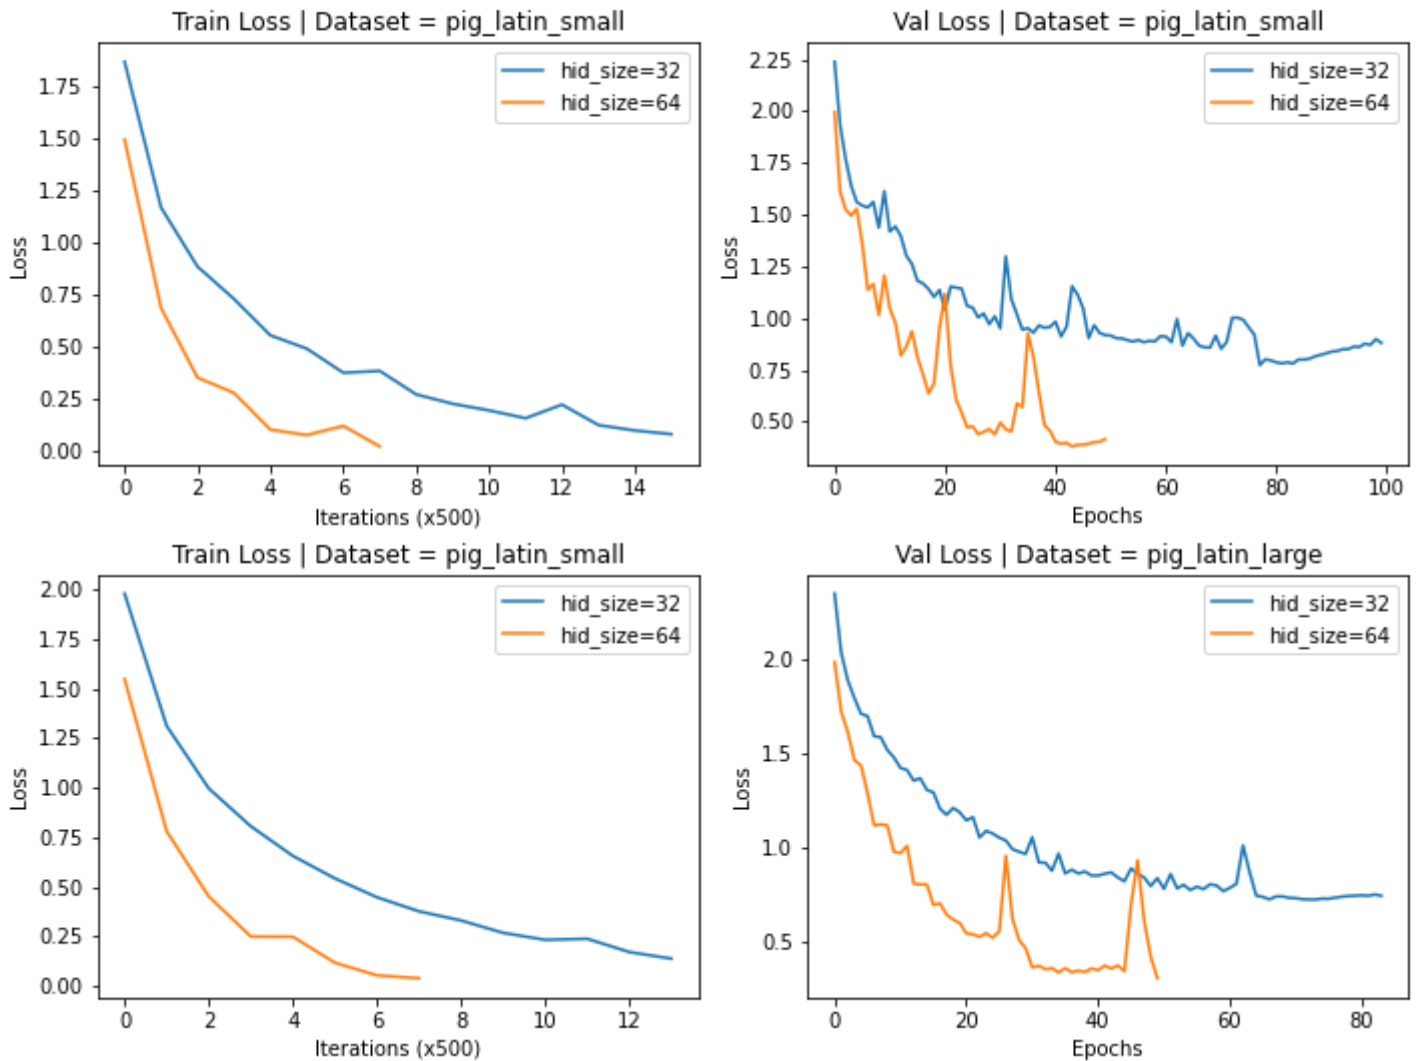 Train Loss | Dataset = pig_latin_small
1.75
1.50
1.25
1.00
0.75
0.50
0.25
0.00
Loss
hid_size=32
hid_size=64
0 2 4 6 8 10 12 14
Iterations (x500)
Val Loss | Dataset = pig_latin_small
2.25
2.00
1.75
1.50
1.25
1.00
0.75
0.50
Loss
hid_size=32
hid_size=64
0 20 40 60 80 100
Epochs
Train Loss | Dataset = pig_latin_small
2.00
1.75
1.50
1.25
1.00
0.75
0.50
0.25
0.00
Loss
hid_size=32
hid_size=64
0 2 4 6 8 10 12
Iterations (x500)
Val Loss | Dataset = pig_latin_large
2.0
1.5
1.0
0.5
Loss
hid_size=32
hid_size=64
0 20 40 60 80
Epochs